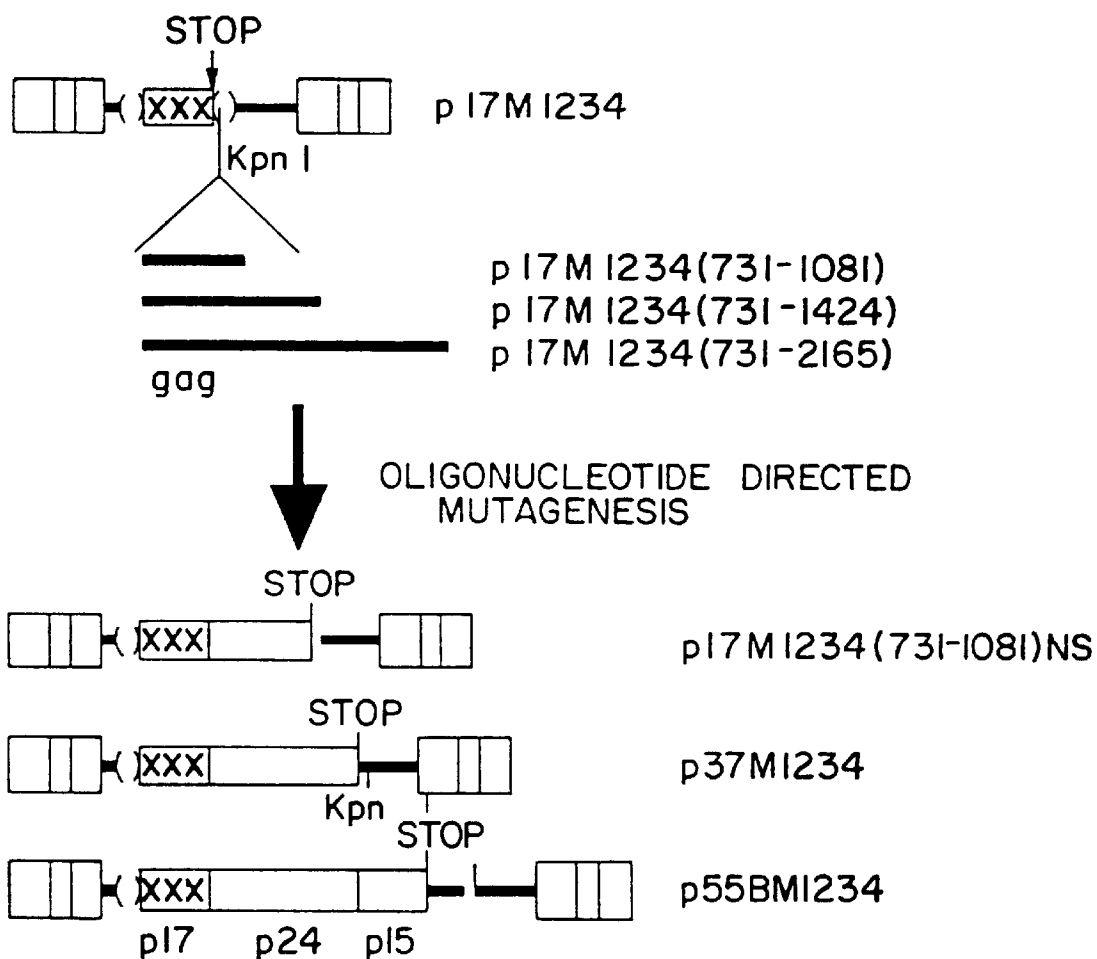 STOP
XXX
p17M1234
Kpn I
p17M1234(731-1081)
p17M1234(731-1424)
p17M1234(731-2165)
gag
OLIGONUCLEOTIDE DIRECTED
MUTAGENESIS
STOP
XXX
p17M1234(731-1081)NS
STOP
XXX
p37M1234
Kpn
STOP
XXX
p55BM1234
p17 p24 p15